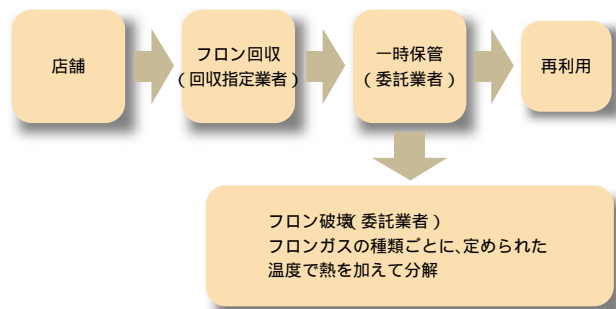 店舗
フロン回収
(回収指定業者)
一時保管
(委託業者)
再利用
フロン破壊(委託業者)
フロンガスの種類ごとに、定められた
温度で熱を加えて分解